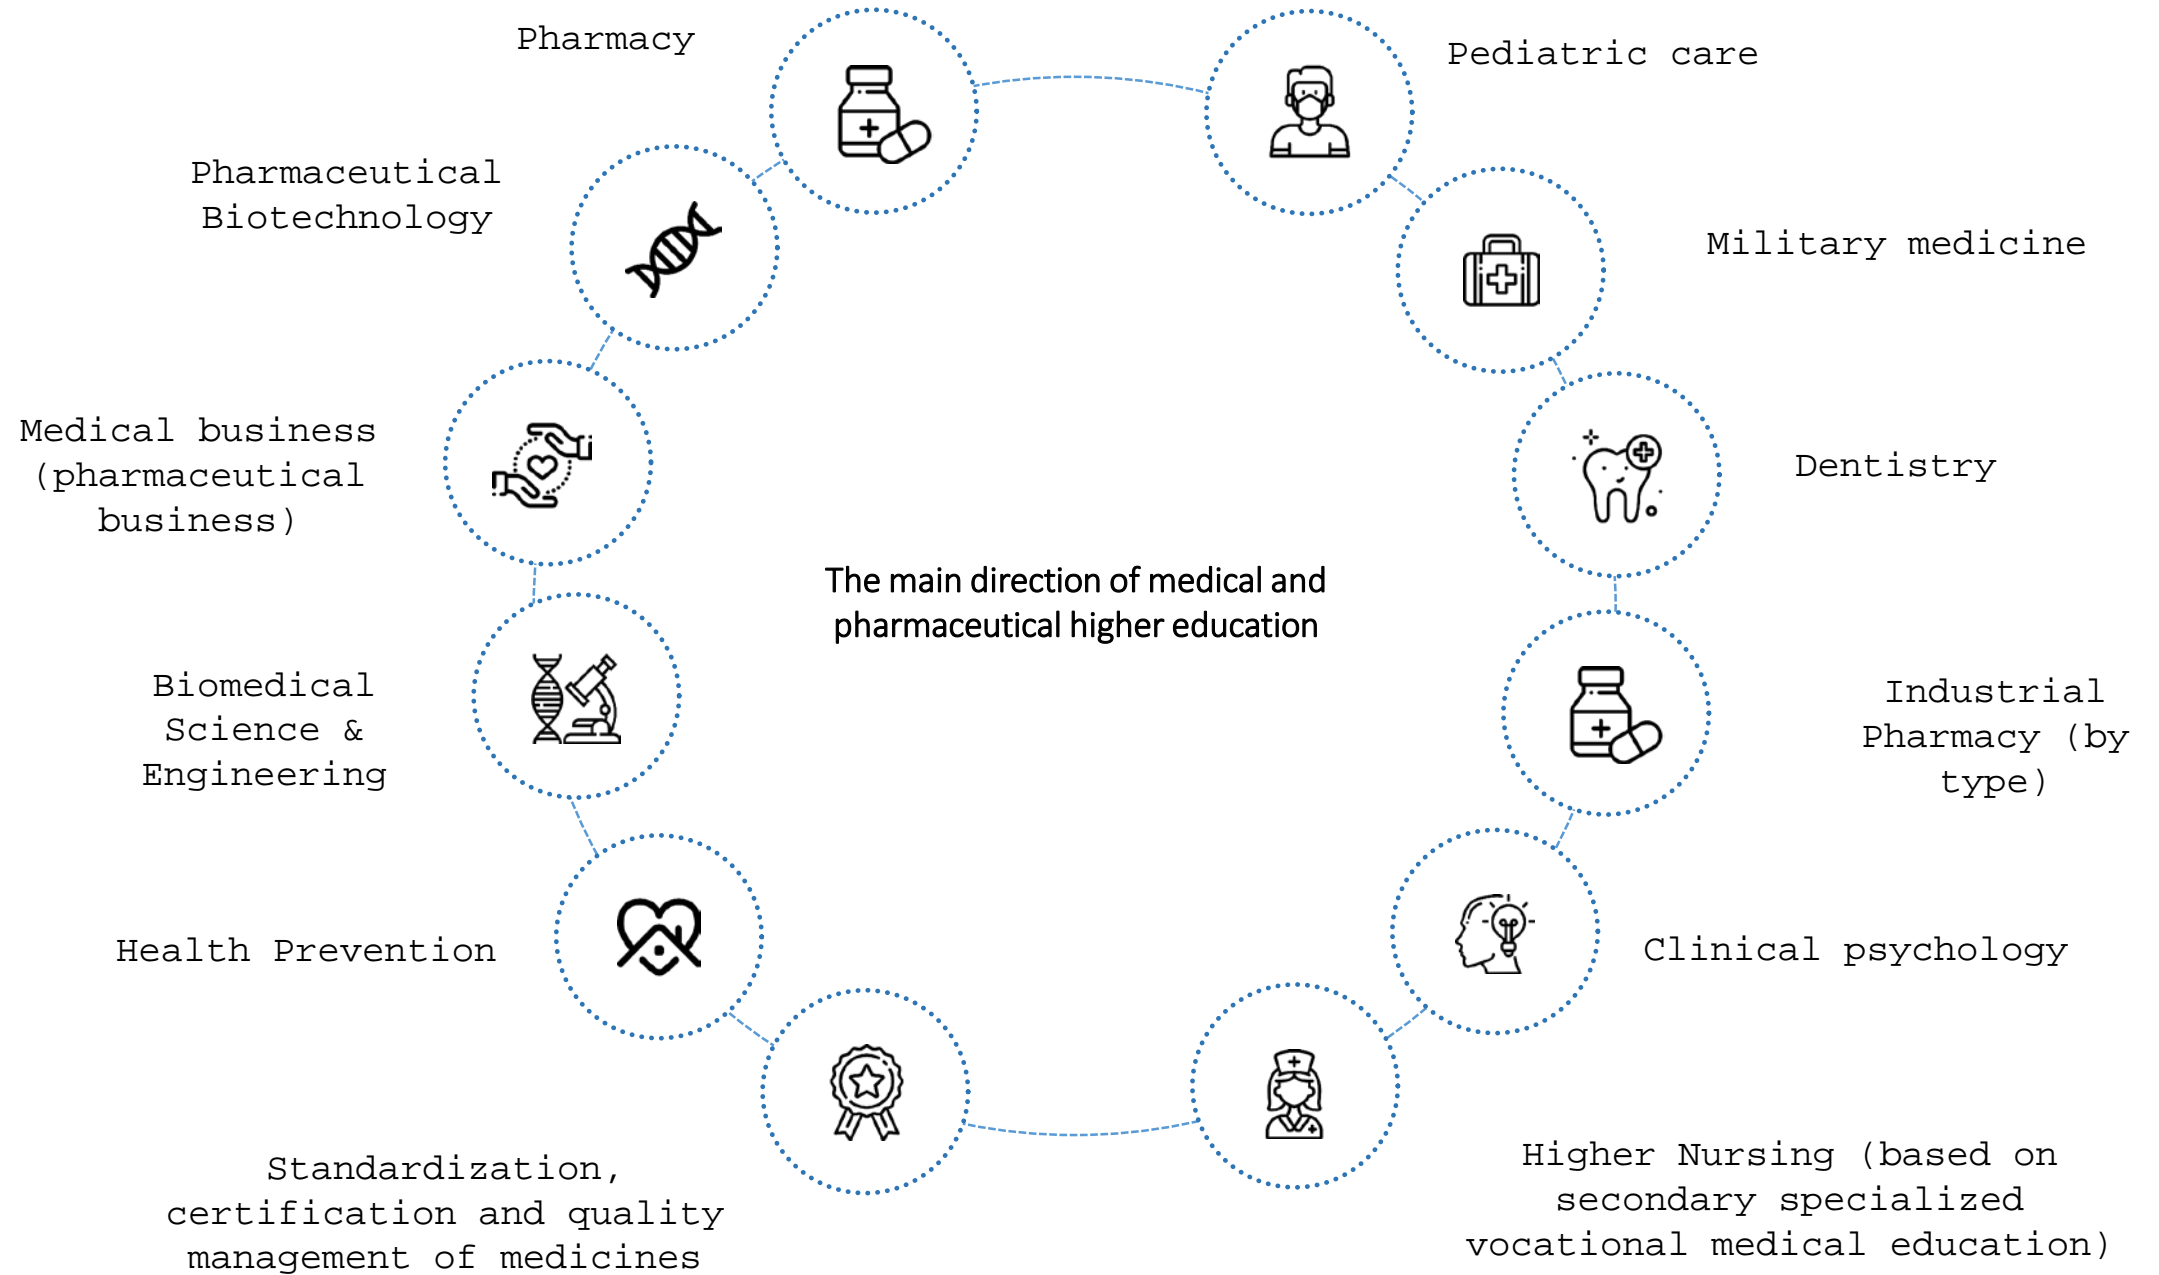 Pharmacy
Pediatric care
Pharmaceutical
Biotechnology
Military medicine
Medical business
(pharmaceutical
business)
Dentistry
The main direction of medical and
pharmaceutical higher education
Biomedical
Science &
Engineering
Industrial
Pharmacy (by
type)
Health Prevention
Clinical psychology
Standardization,
certification and quality
management of medicines
Higher Nursing (based on
secondary specialized
vocational medical education)